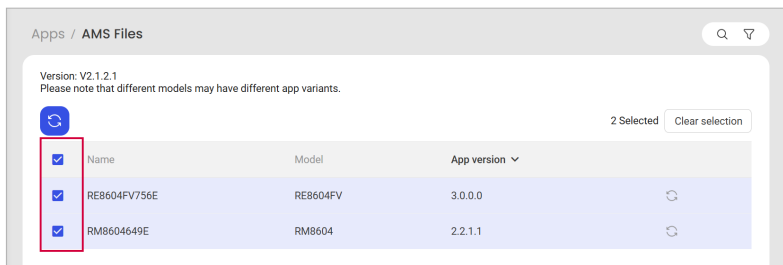 Apps / AMS Files
Version: V2.1.2.1
Please note that different models may have different app variants.
2 Selected Clear selection
Name Model App version
RE8604FV756E RE8604FV 3.0.0.0
RM8604649E RM8604 2.2.1.1